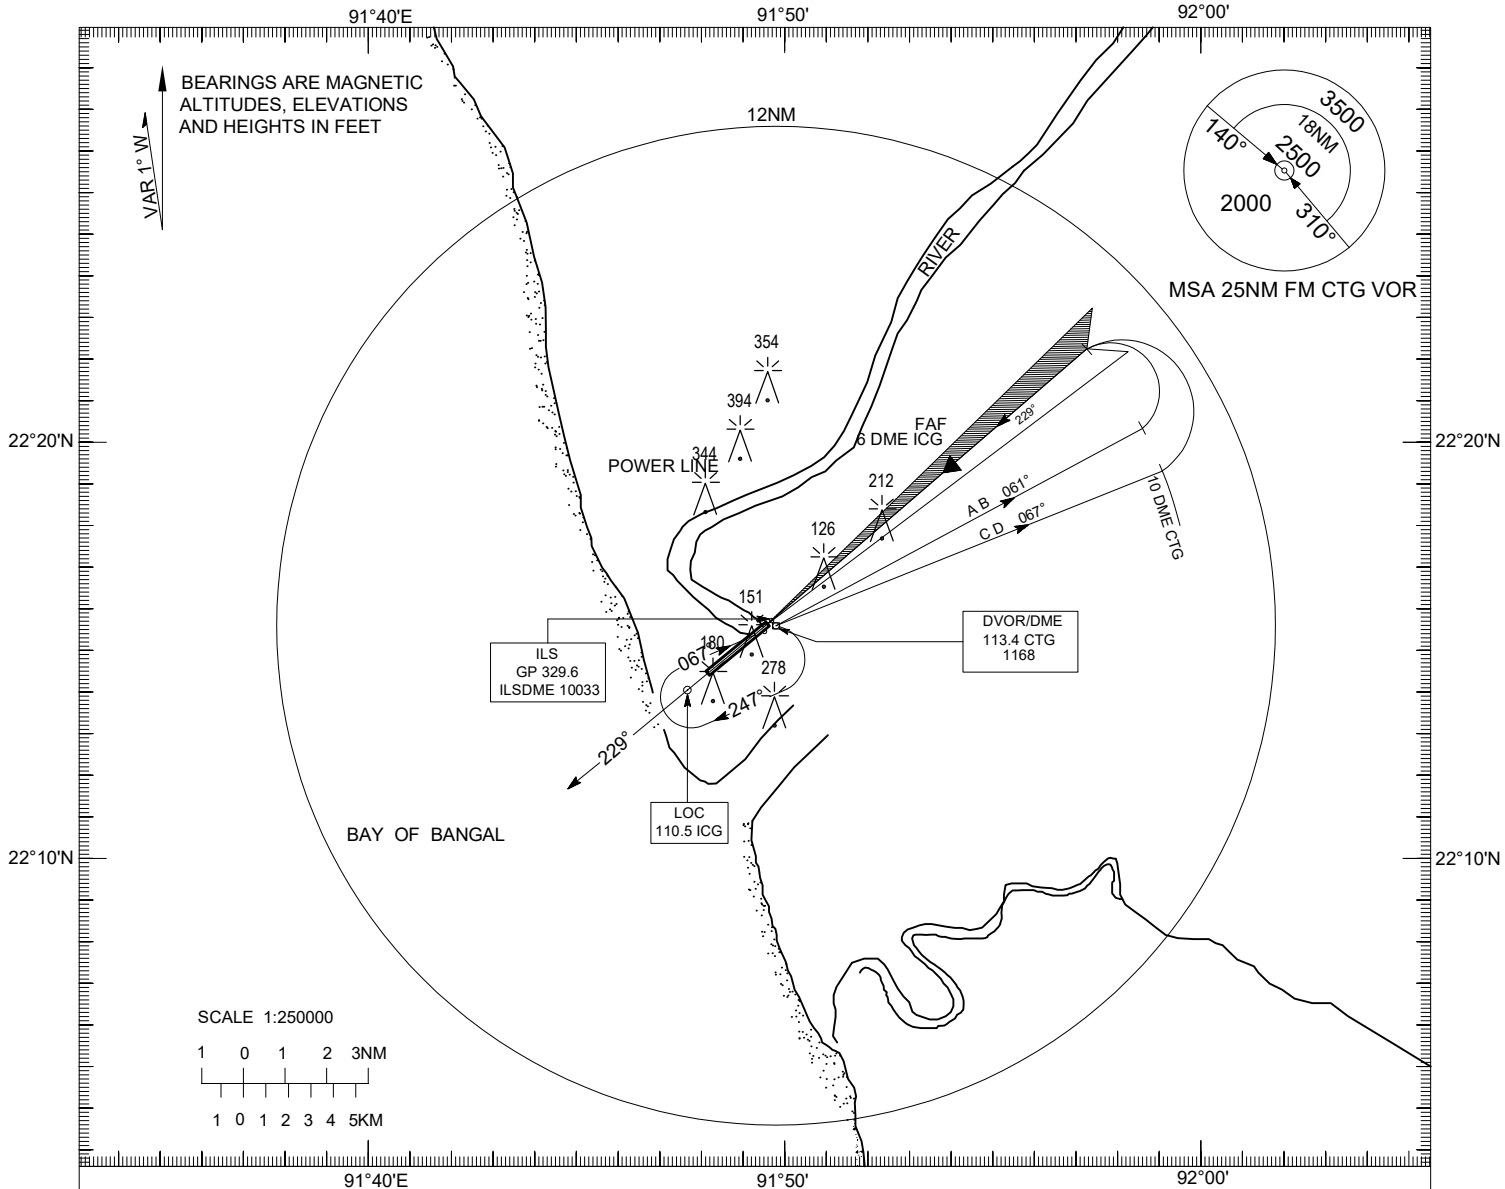 91°40'E
91°50'
92°00'
BEARINGS ARE MAGNETIC
ALTITUDES, ELEVATIONS
AND HEIGHTS IN FEET
VAR 1° W
12NM
3500
18NM
2500
140°
2000
310°
MSA 25NM FM CTG VOR
RIVER
354
394
344
POWER LINE
22°20'N
22°20'N
FAF
6 DME ICG
229°
212
126
A B 061°
C D 067°
10 DME CTG
151
180
067°
278
247°
229°
ILS
GP 329.6
ILSDME 10033
DVOR/DME
113.4 CTG
1168
LOC
110.5 ICG
BAY OF BANGAL
22°10'N
22°10'N
SCALE 1:250000
1 0 1 2 3NM
1 0 1 2 3 4 5KM
91°40'E
91°50'
92°00'